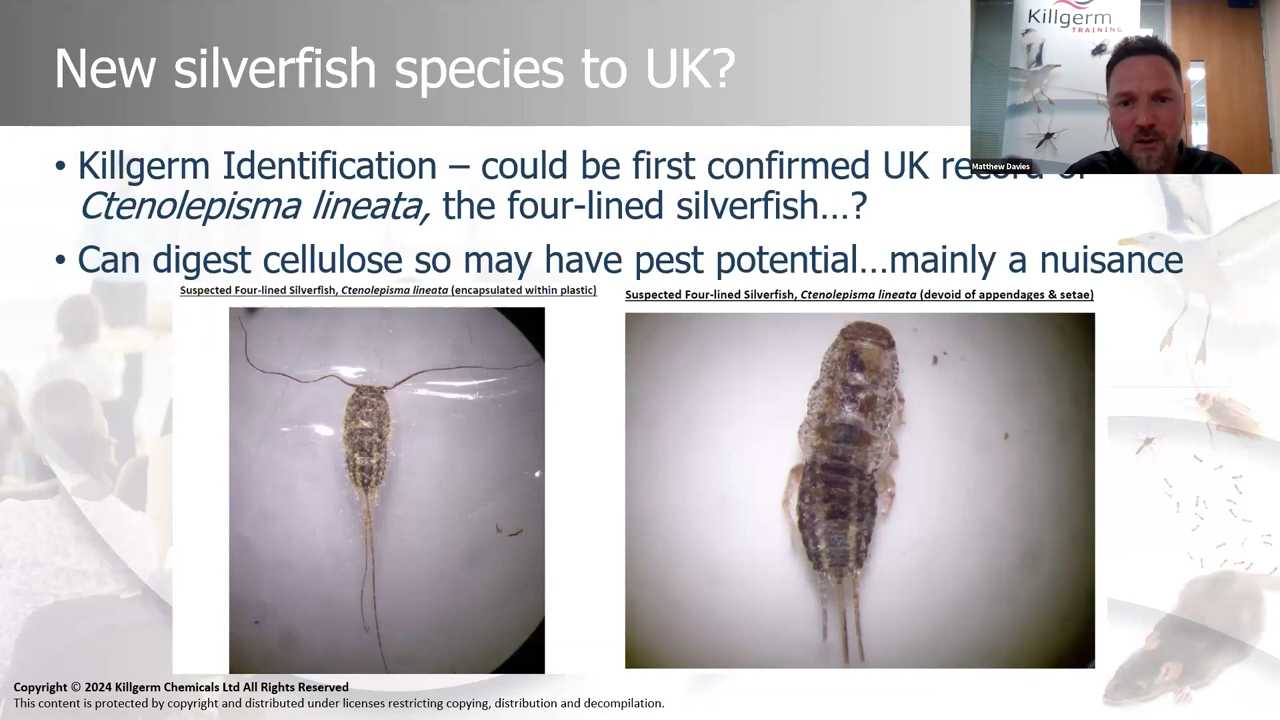 New silverfish species to UK?
Killgerm
TRAINING
Matthew Davies
• Killgerm Identification – could be first confirmed UK record of
Ctenolepisma lineata, the four-lined silverfish...?
• Can digest cellulose so may have pest potential...mainly a nuisance
Suspected Four-lined Silverfish, Ctenolepisma lineata (encapsulated within plastic)
Suspected Four-lined Silverfish, Ctenolepisma lineata (devoid of appendages & setae)
Copyright © 2024 Killgerm Chemicals Ltd All Rights Reserved
This content is protected by copyright and distributed under licenses restricting copying, distribution and decompilation.